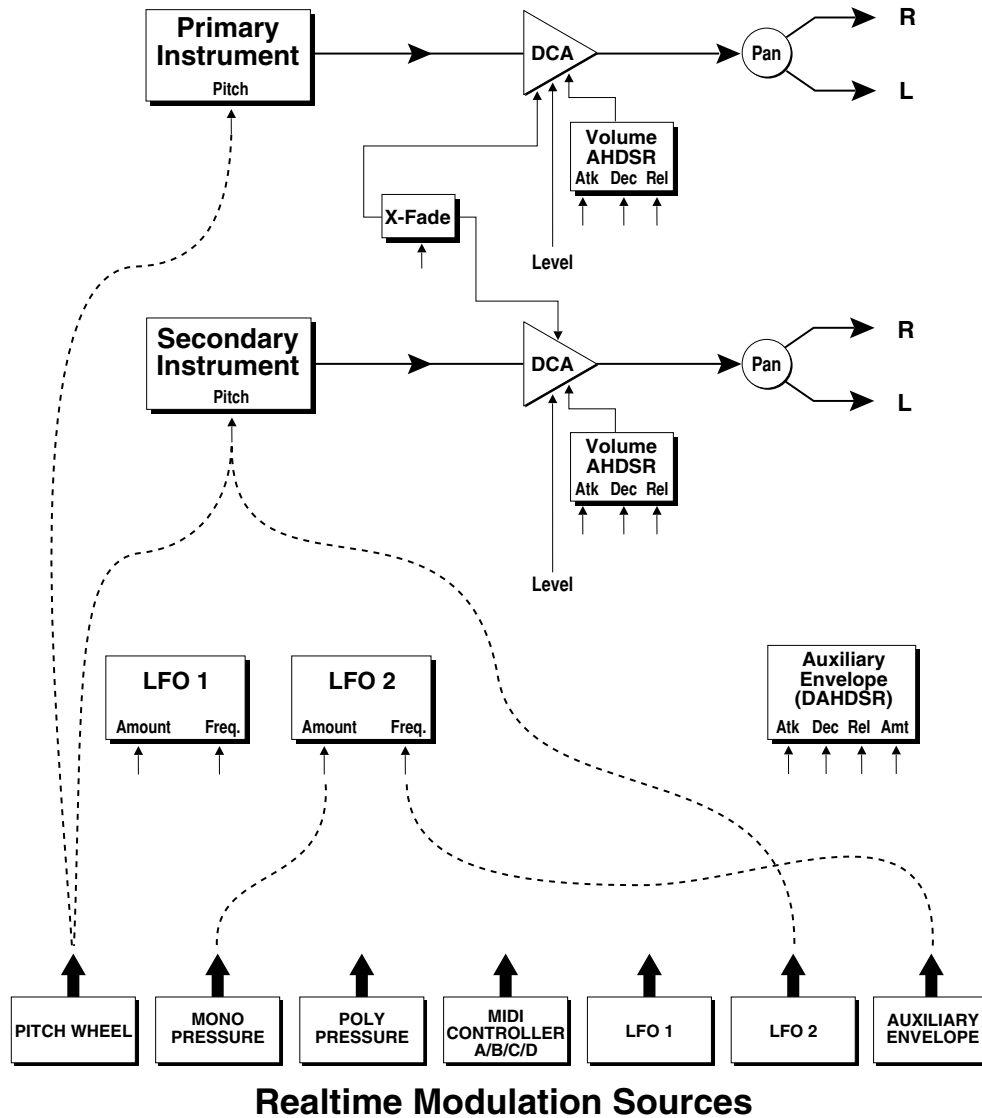 Primary
Instrument
Pitch
DCA
Pan
R
L
Volume
AHDSR
Atk Dec Rel
X-Fade
Level
Secondary
Instrument
Pitch
DCA
Pan
R
L
Volume
AHDSR
Atk Dec Rel
Level
LFO 1
Amount Freq.
LFO 2
Amount Freq.
Auxiliary
Envelope
(DAHDSR)
Atk Dec Rel Amt
PITCH WHEEL
MONO
PRESSURE
POLY
PRESSURE
MIDI
CONTROLLER
A/B/C/D
LFO 1
LFO 2
AUXILIARY
ENVELOPE
Realtime Modulation Sources